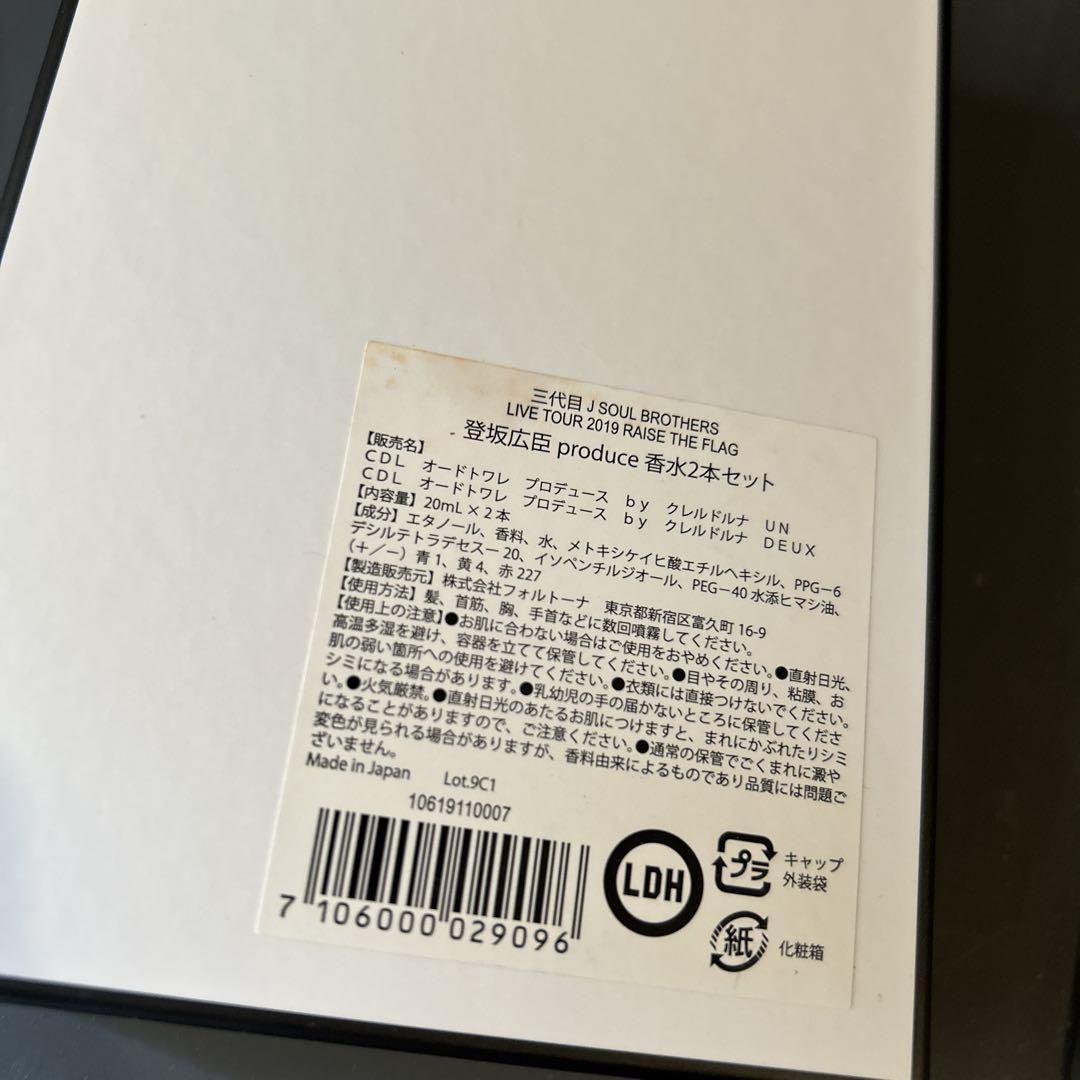 三代目 J SOUL BROTHERS
LIVE TOUR 2019 RAISE THE FLAG
登坂広臣 produce 香水2本セット
【販売名】
CDL オードトワレ プロデュース by クレルドルナ UN
CDL オードトワレ プロデュース by クレルドルナ DEUX
【内容量】20mL×2本
【成分】エタノール、香料、水、メトキシケイヒ酸エチルヘキシル、PPG-6
デシルテトラデセス-20、イソペンチルジオール、PEG-40水添ヒマシ油、
(+/-) 青1、黄4、赤227
【製造販売元】株式会社フォルトーナ 東京都新宿区富久町16-9
【使用方法】髪、首筋、胸、手首などに数回噴霧してください。
【使用上の注意】●お肌に合わない場合はご使用をおやめください。●直射日光、
高温多湿を避け、容器を立てて保管してください。●目やその周り、粘膜、お
肌の弱い箇所への使用を避けてください。●衣類には直接つけないでください。
シミになる場合があります。●乳幼児の手の届かないところに保管してくださ
い。●火気厳禁。●直射日光のあたるお肌につけますと、まれにかぶれたりシミ
になることがありますので、ご注意ください。●通常の保管でごくまれに澱や
変色が見られる場合がありますが、香料由来によるものであり品質には問題ご
ざいません。
Made in Japan Lot.9C1
10619110007
7 106000 029096
LDH
プラ
キャップ
外装袋
紙
化粧箱